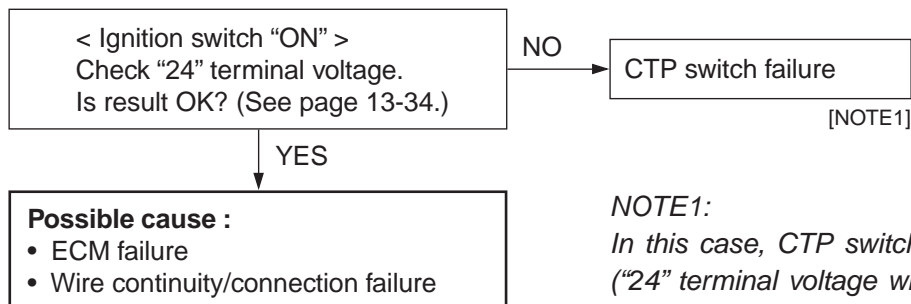 < Ignition switch “ON” >
Check “24” terminal voltage.
Is result OK? (See page 13-34.)
NO
CTP switch failure
[NOTE1]
YES
Possible cause :
• ECM failure
• Wire continuity/connection failure
NOTE1:
In this case, CTP switch
(“24” terminal voltage